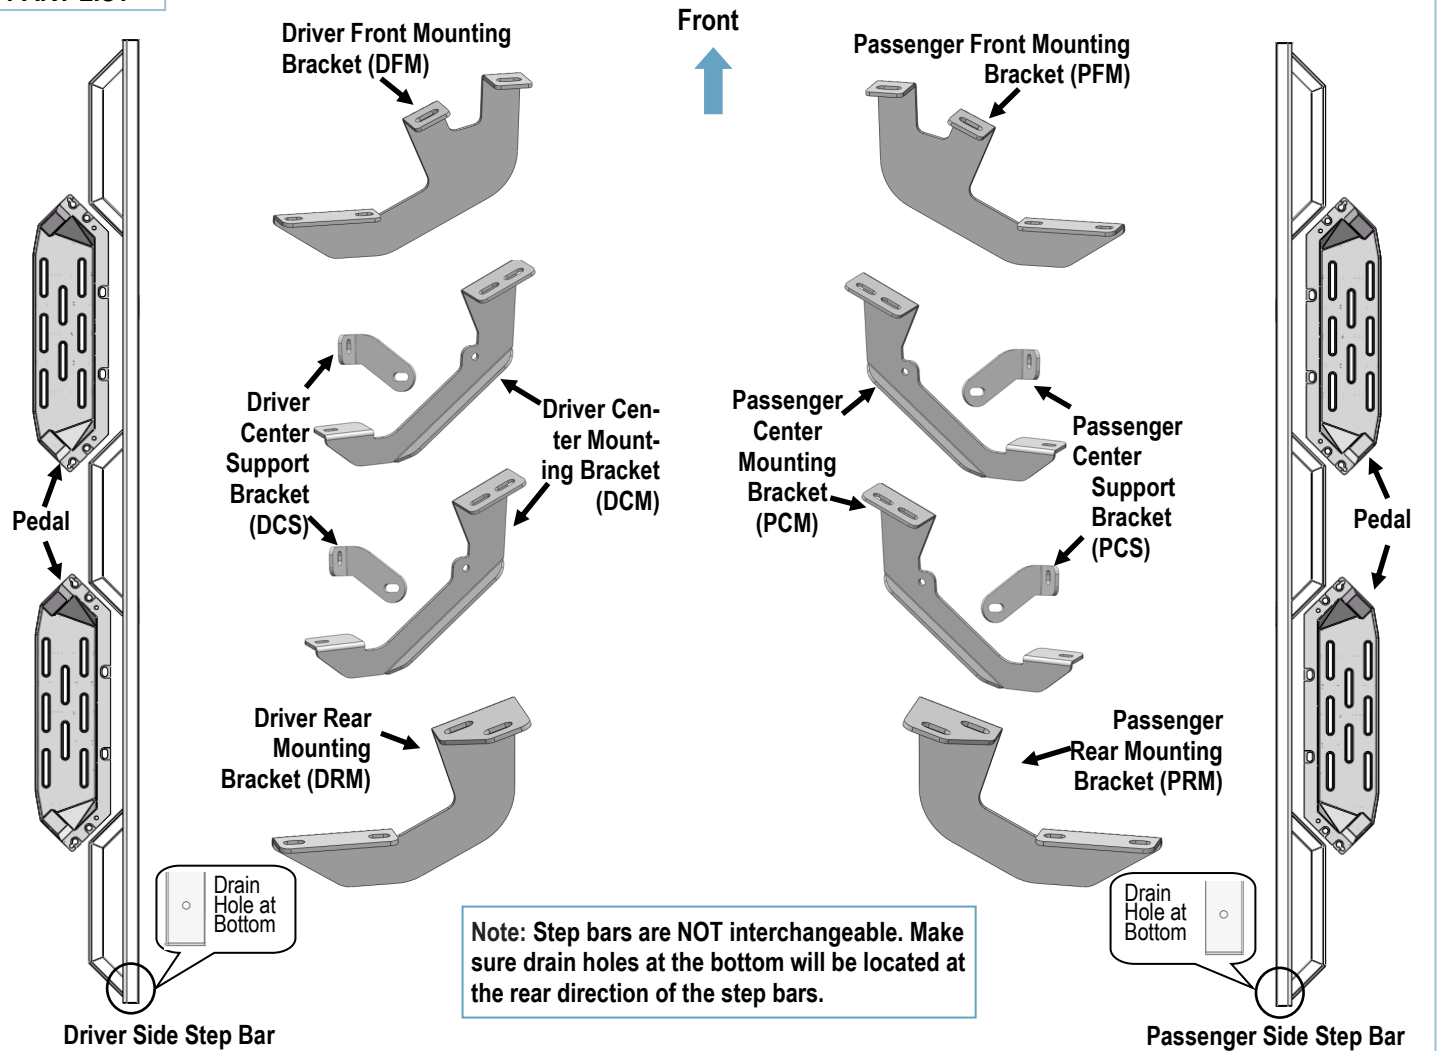 PART LIST
Front
Driver Front Mounting
Bracket (DFM)
Passenger Front Mounting
Bracket (PFM)
Driver
Center
Support
Bracket
(DCS)
Driver Cen-
ter Mount-
ing Bracket
(DCM)
Passenger
Center
Mounting
Bracket
(PCM)
Passenger
Center
Support
Bracket
(PCS)
Pedal
Pedal
Driver Rear
Mounting
Bracket (DRM)
Passenger
Rear Mounting
Bracket (PRM)
Drain
Hole at
Bottom
Drain
Hole at
Bottom
Note: Step bars are NOT interchangeable. Make
sure drain holes at the bottom will be located at
the rear direction of the step bars.
Driver Side Step Bar
Passenger Side Step Bar